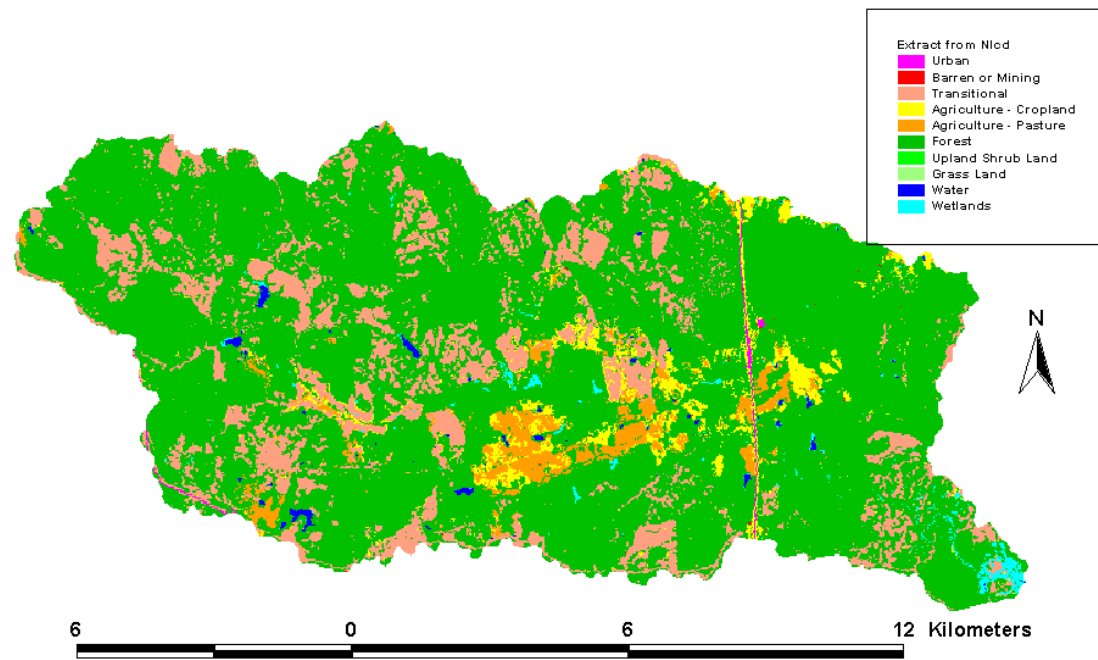 Extract from Nlcd
Urban
Barren or Mining
Transitional
Agriculture - Cropland
Agriculture - Pasture
Forest
Upland Shrub Land
Grass Land
Water
Wetlands
N
6 0 6 12 Kilometers